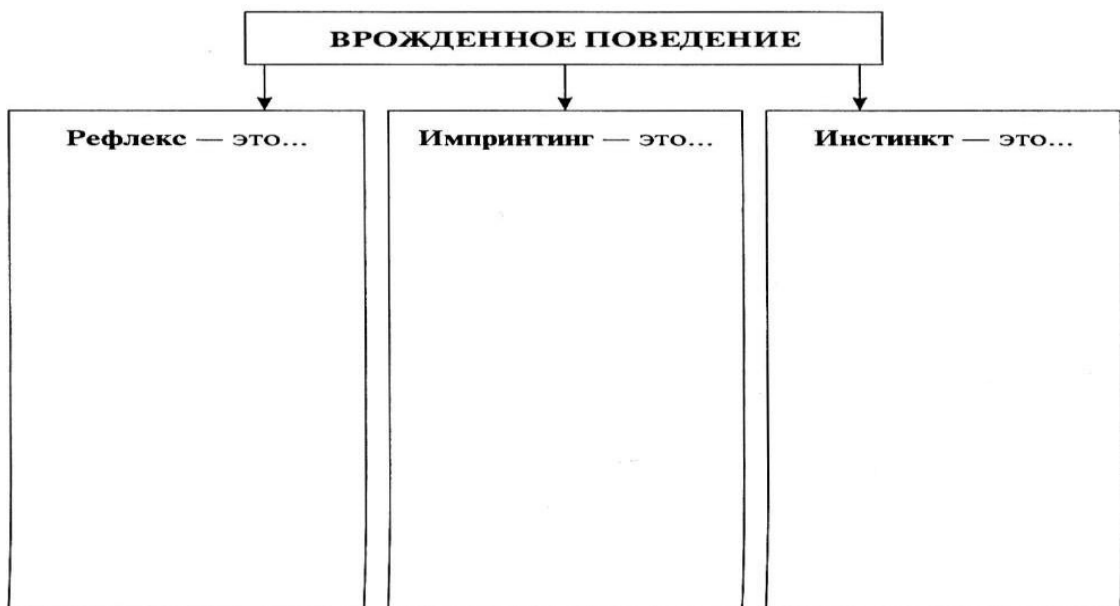 ВРОЖДЕННОЕ ПОВЕДЕНИЕ
Рефлекс — это...
Импринтинг — это...
Инстинкт — это...